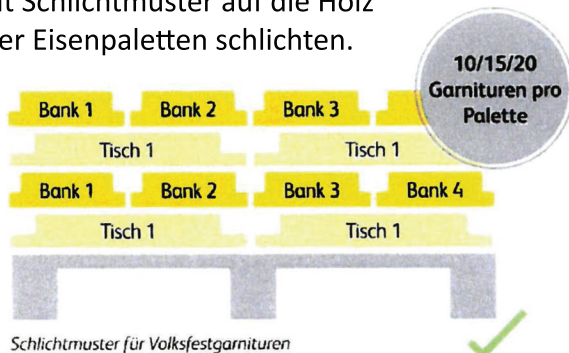 t Schlichtmuster auf die Holz
er Eisenpaletten schlichten.
10/15/20
Garnituren pro
Palette
Bank 1 Bank 2 Bank 3
Tisch 1 Tisch 1
Bank 1 Bank 2 Bank 3 Bank 4
Tisch 1 Tisch 1
Schlichtmuster für Volksfestgarnituren